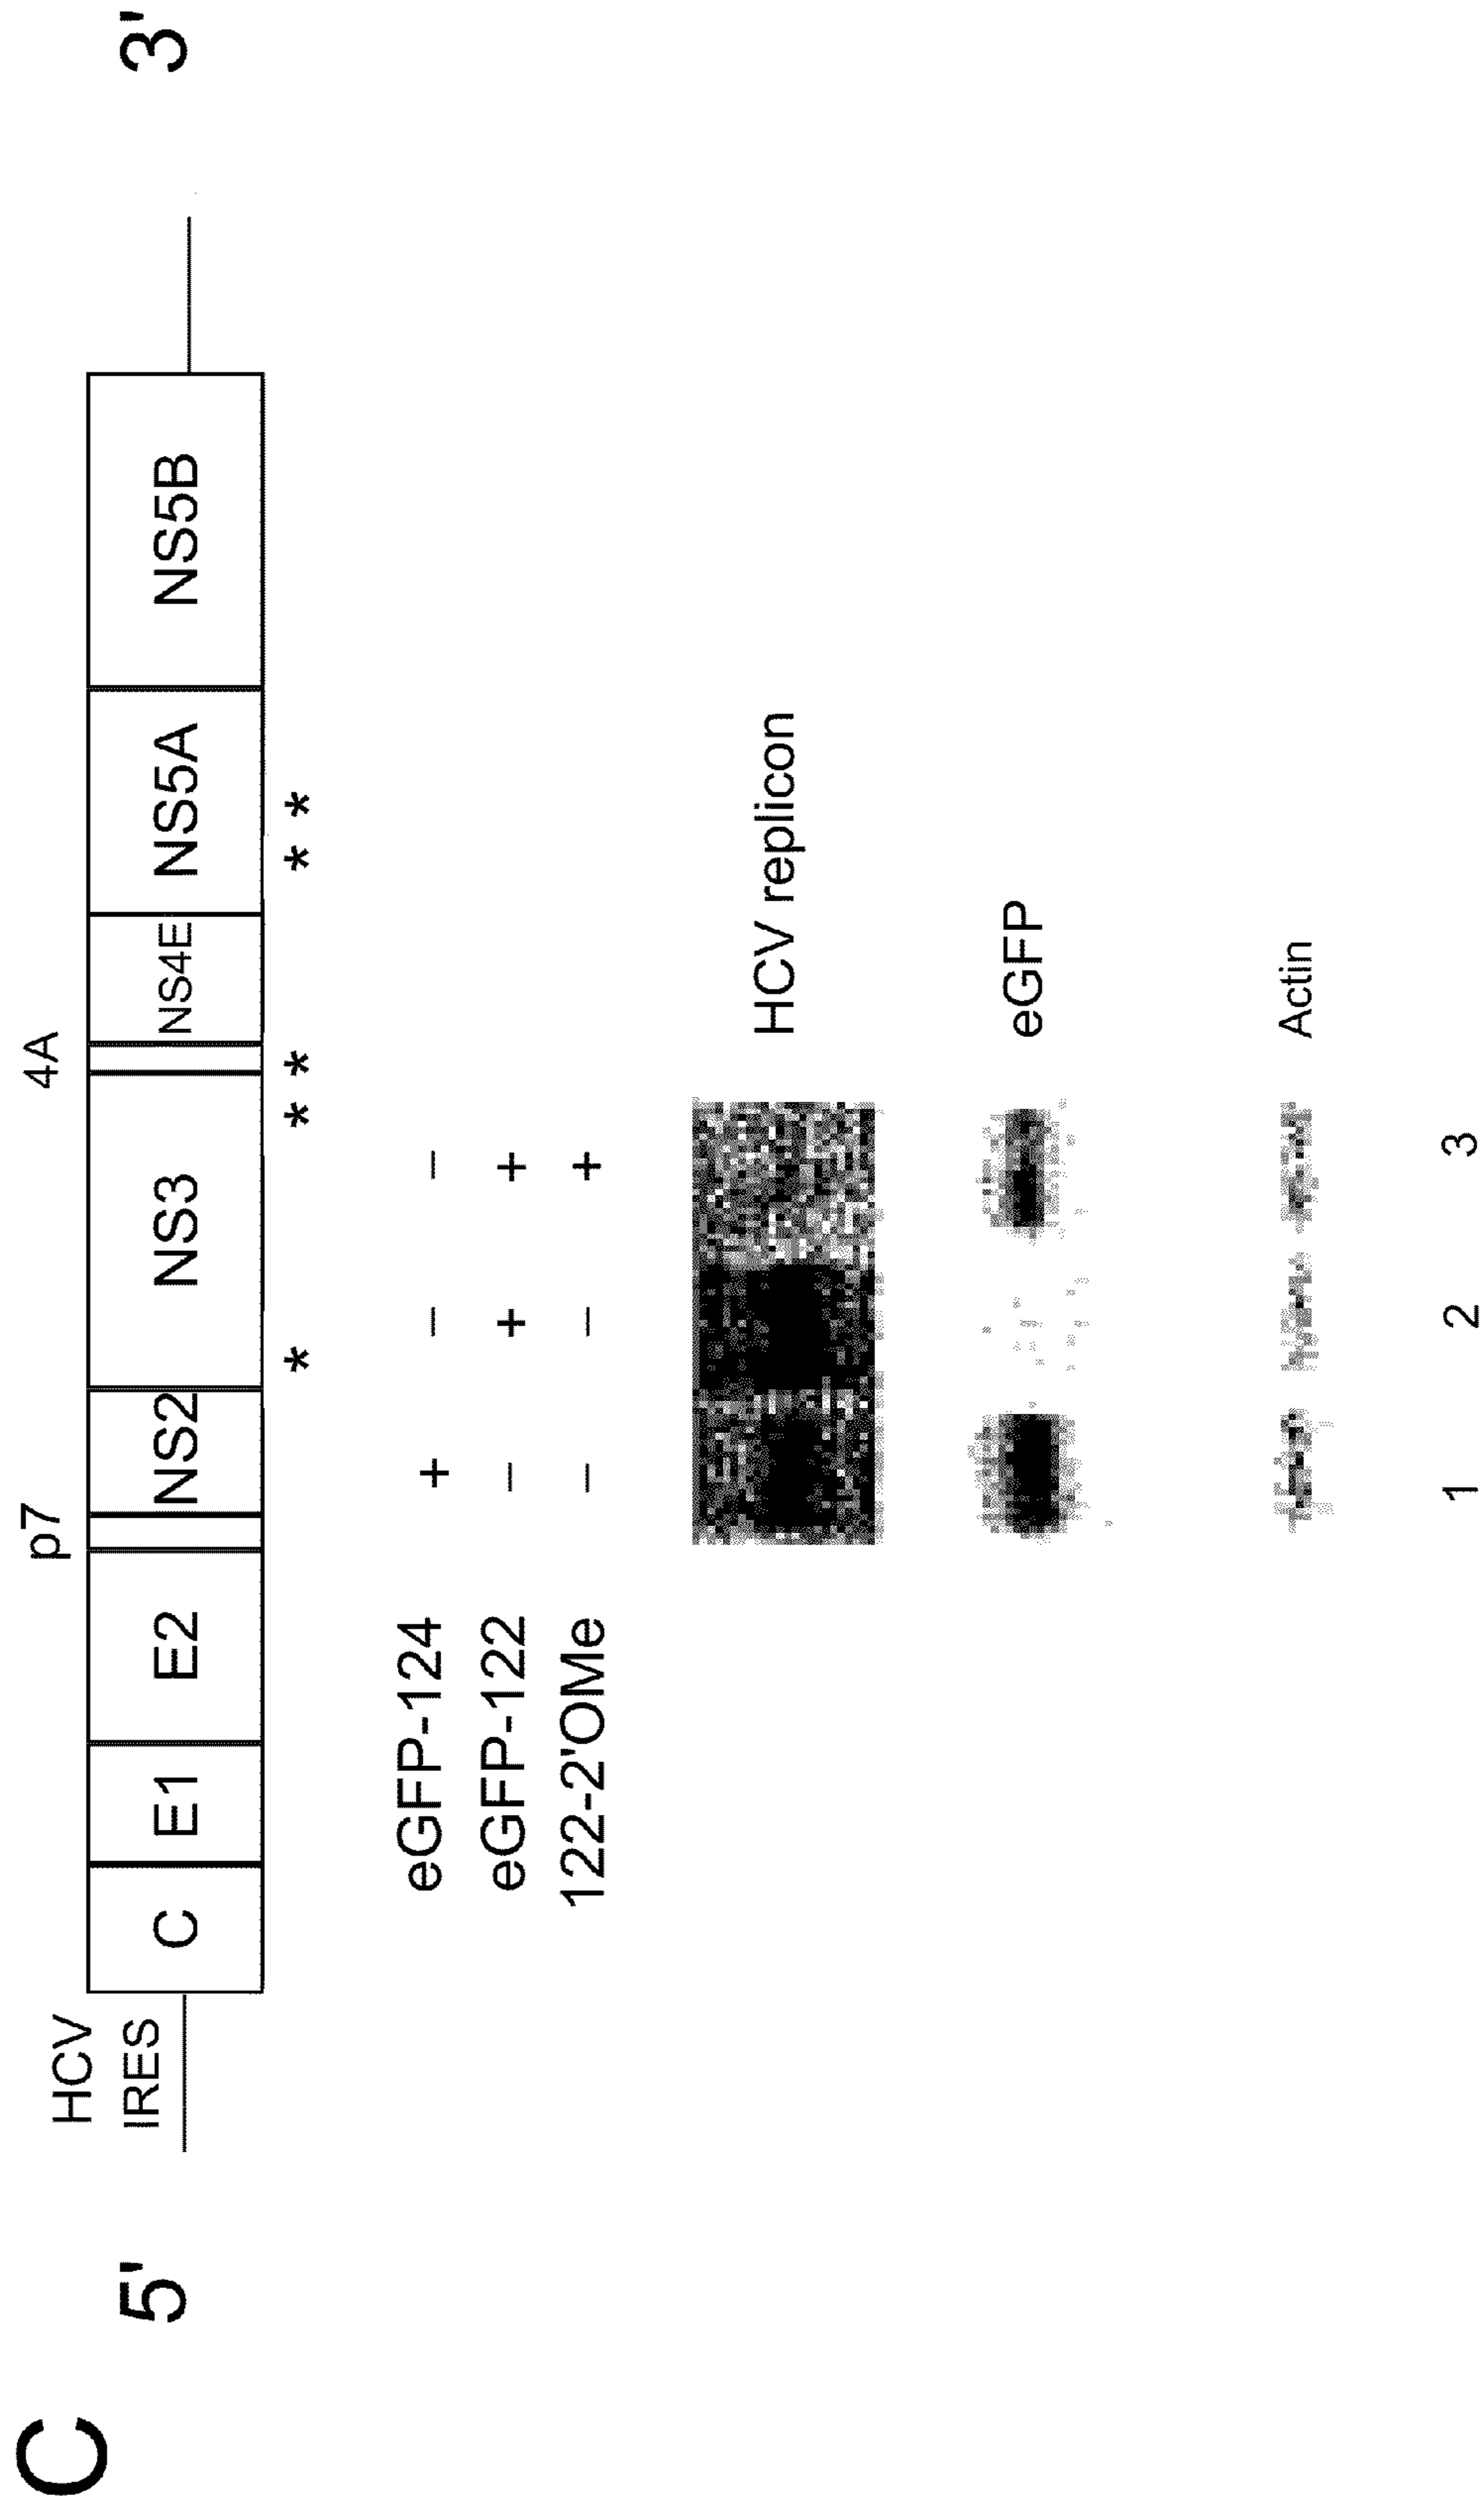 C
p7 4A
HCV
IRES
5' C E1 E2 NS2 NS3 NS4E NS5A NS5B 3'
* * * * *
eGFP-124 + – –
eGFP-122 – + +
122-2'OMe – – +
HCV replicon
eGFP
Actin
1 2 3